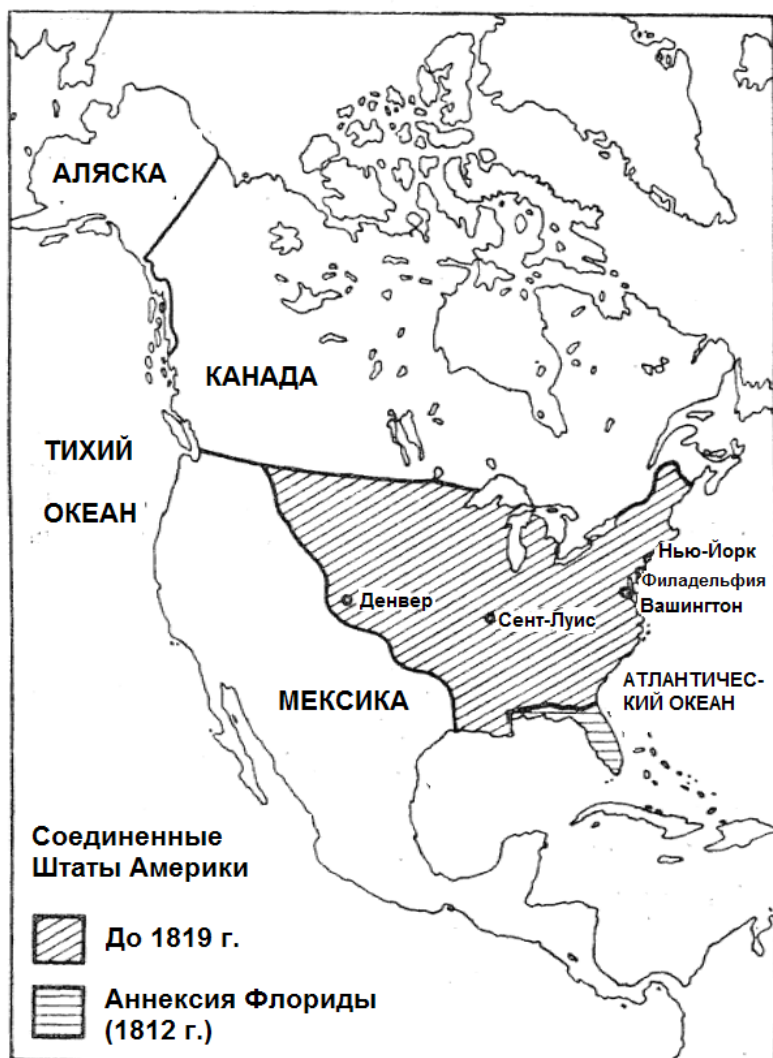 АЛЯСКА
КАНАДА
ТИХИЙ
ОКЕАН
Нью-Йорк
Филадельфия
Вашингтон
Денвер
Сент-Луис
АТЛАНТИЧЕС-
КИЙ ОКЕАН
МЕКСИКА
Соединенные
Штаты Америки
До 1819 г.
Аннексия Флориды
(1812 г.)